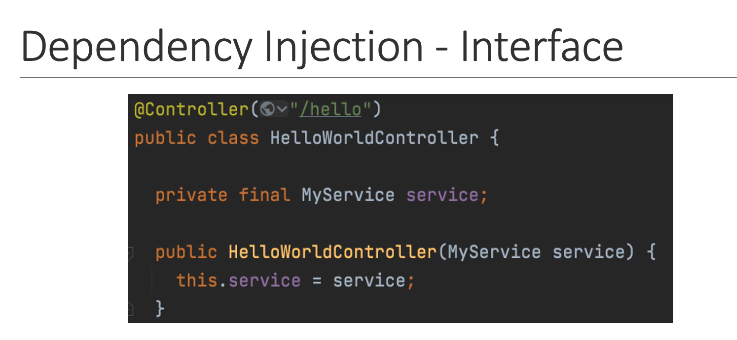 Dependency Injection - Interface
@Controller("/hello")
public class HelloWorldController {
private final MyService service;
public HelloWorldController(MyService service) {
this.service = service;
}